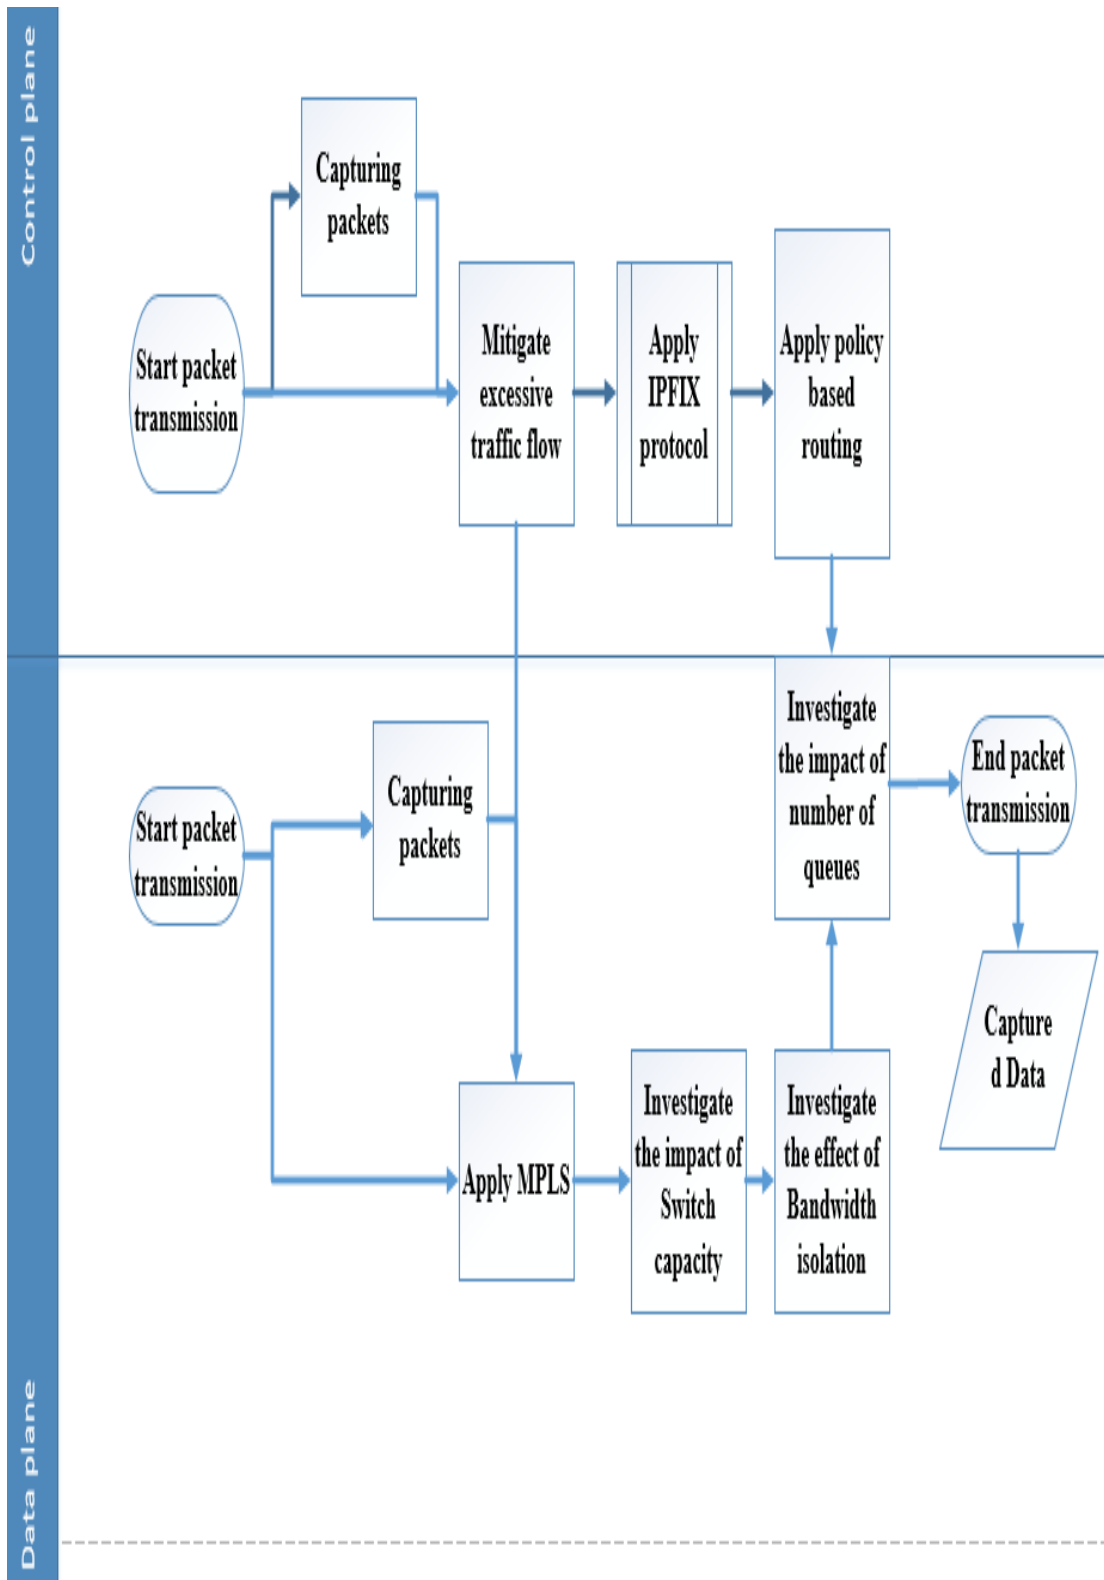 Control plane
Capturing
packets
Start packet
transmission
Mitigate
excessive
traffic flow
Apply
IPFIX
protocol
Apply policy
based
routing
Data plane
Start packet
transmission
Capturing
packets
Apply MPLS
Investigate
the impact of
Switch
capacity
Investigate
the effect of
Bandwidth
isolation
Investigate
the impact of
number of
queues
End packet
transmission
Capture
d Data